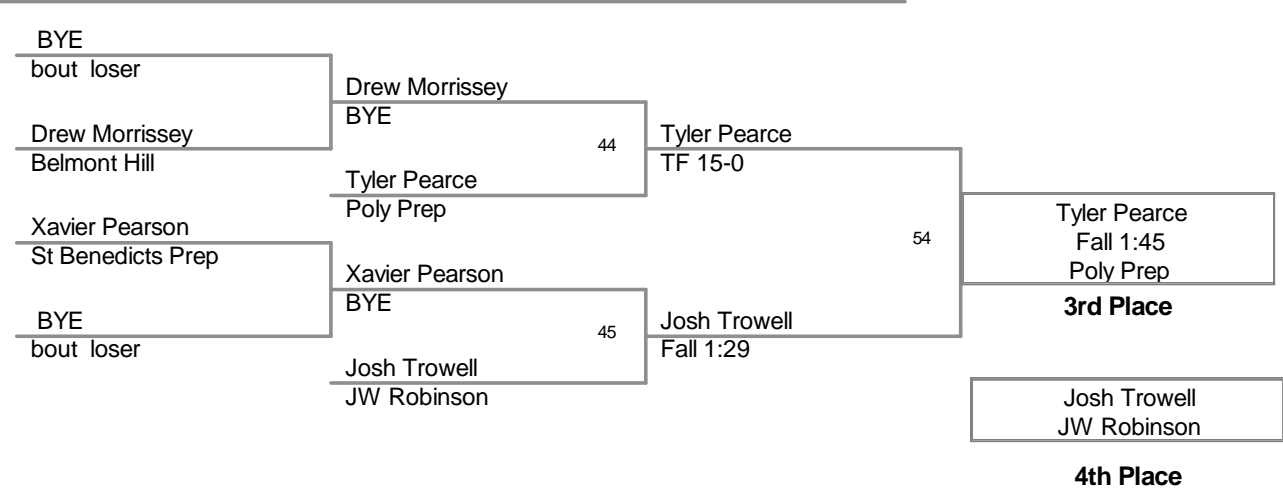 BYE
bout loser
Drew Morrissey
BYE
Drew Morrissey
Belmont Hill
44
Tyler Pearce
TF 15-0
Tyler Pearce
Poly Prep
Xavier Pearson
St Benedicts Prep
54
Tyler Pearce
Fall 1:45
Poly Prep
3rd Place
Xavier Pearson
BYE
BYE
bout loser
45
Josh Trowell
Fall 1:29
Josh Trowell
JW Robinson
Josh Trowell
JW Robinson
4th Place